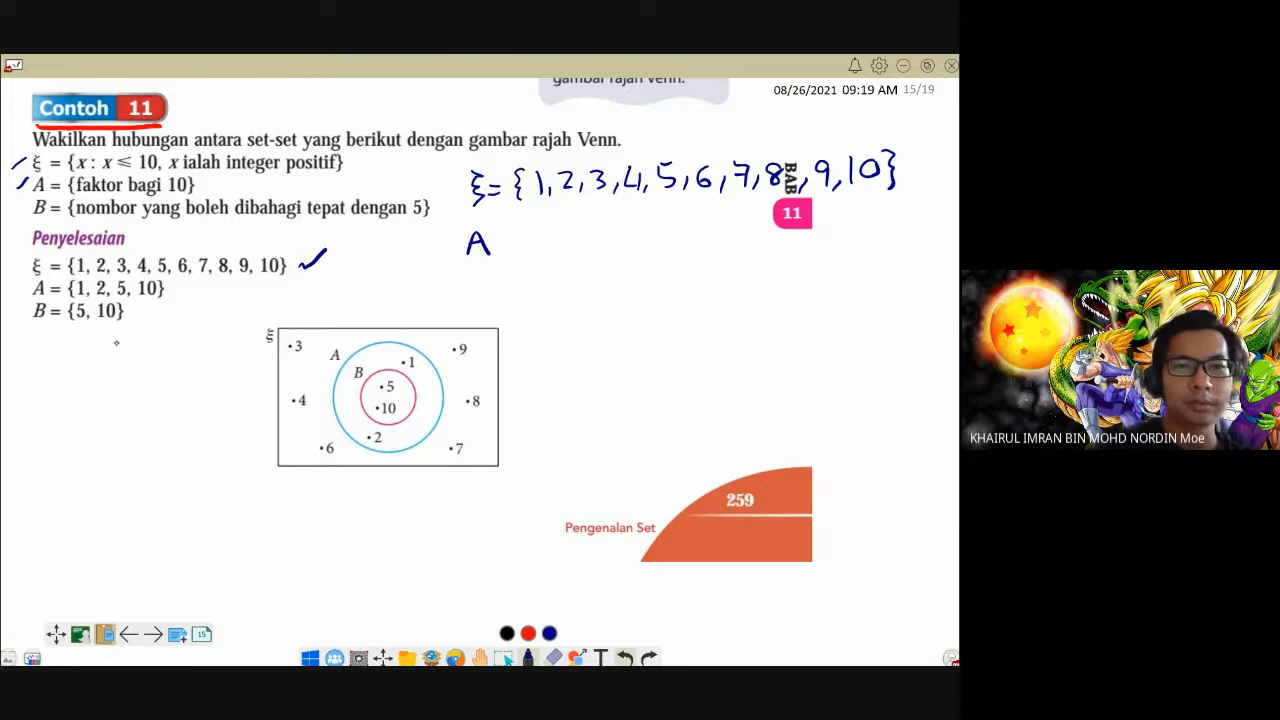 gambar rajah Venn.
08/26/2021 09:19 AM 15/19
Contoh 11
Wakilkan hubungan antara set-set yang berikut dengan gambar rajah Venn.
ξ = {x : x ⩽ 10, x ialah integer positif}
A = {faktor bagi 10}
B = {nombor yang boleh dibahagi tepat dengan 5}
ξ = {1, 2, 3, 4, 5, 6, 7, 8, 9, 10}
BAB
11
A
Penyelesaian
ξ = {1, 2, 3, 4, 5, 6, 7, 8, 9, 10}
A = {1, 2, 5, 10}
B = {5, 10}
ξ
•3
A
•1
•9
B
•5
•4
•10
•8
•2
•6
•7
259
Pengenalan Set
KHAIRUL IMRAN BIN MOHD NORDIN Moe
15
T